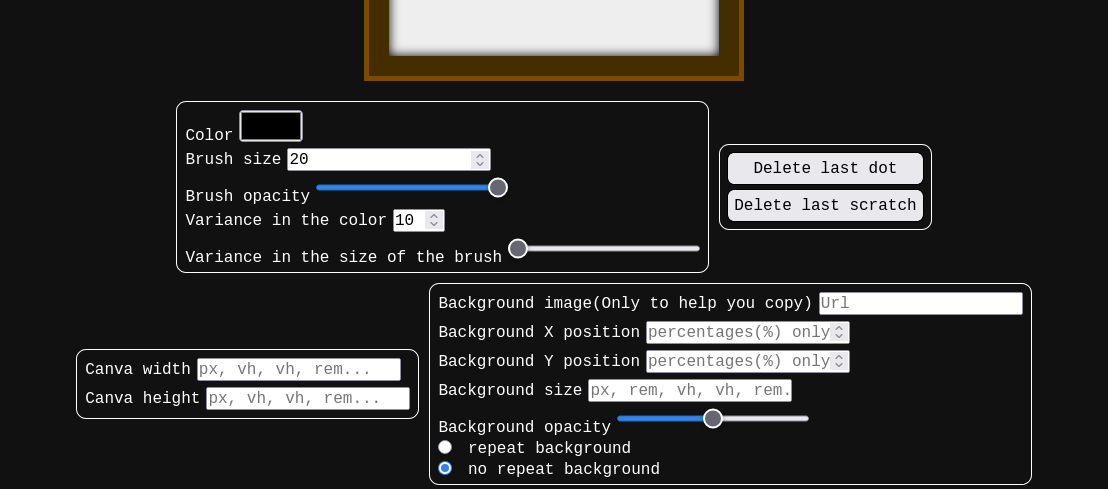 Color
Brush size 20
Brush opacity
Variance in the color 10
Variance in the size of the brush
Delete last dot
Delete last scratch
Canva width px, vh, vh, rem...
Canva height px, vh, vh, rem...
Background image(Only to help you copy) Url
Background X position percentages(%) only
Background Y position percentages(%) only
Background size px, rem, vh, vh, rem.
Background opacity
repeat background
no repeat background